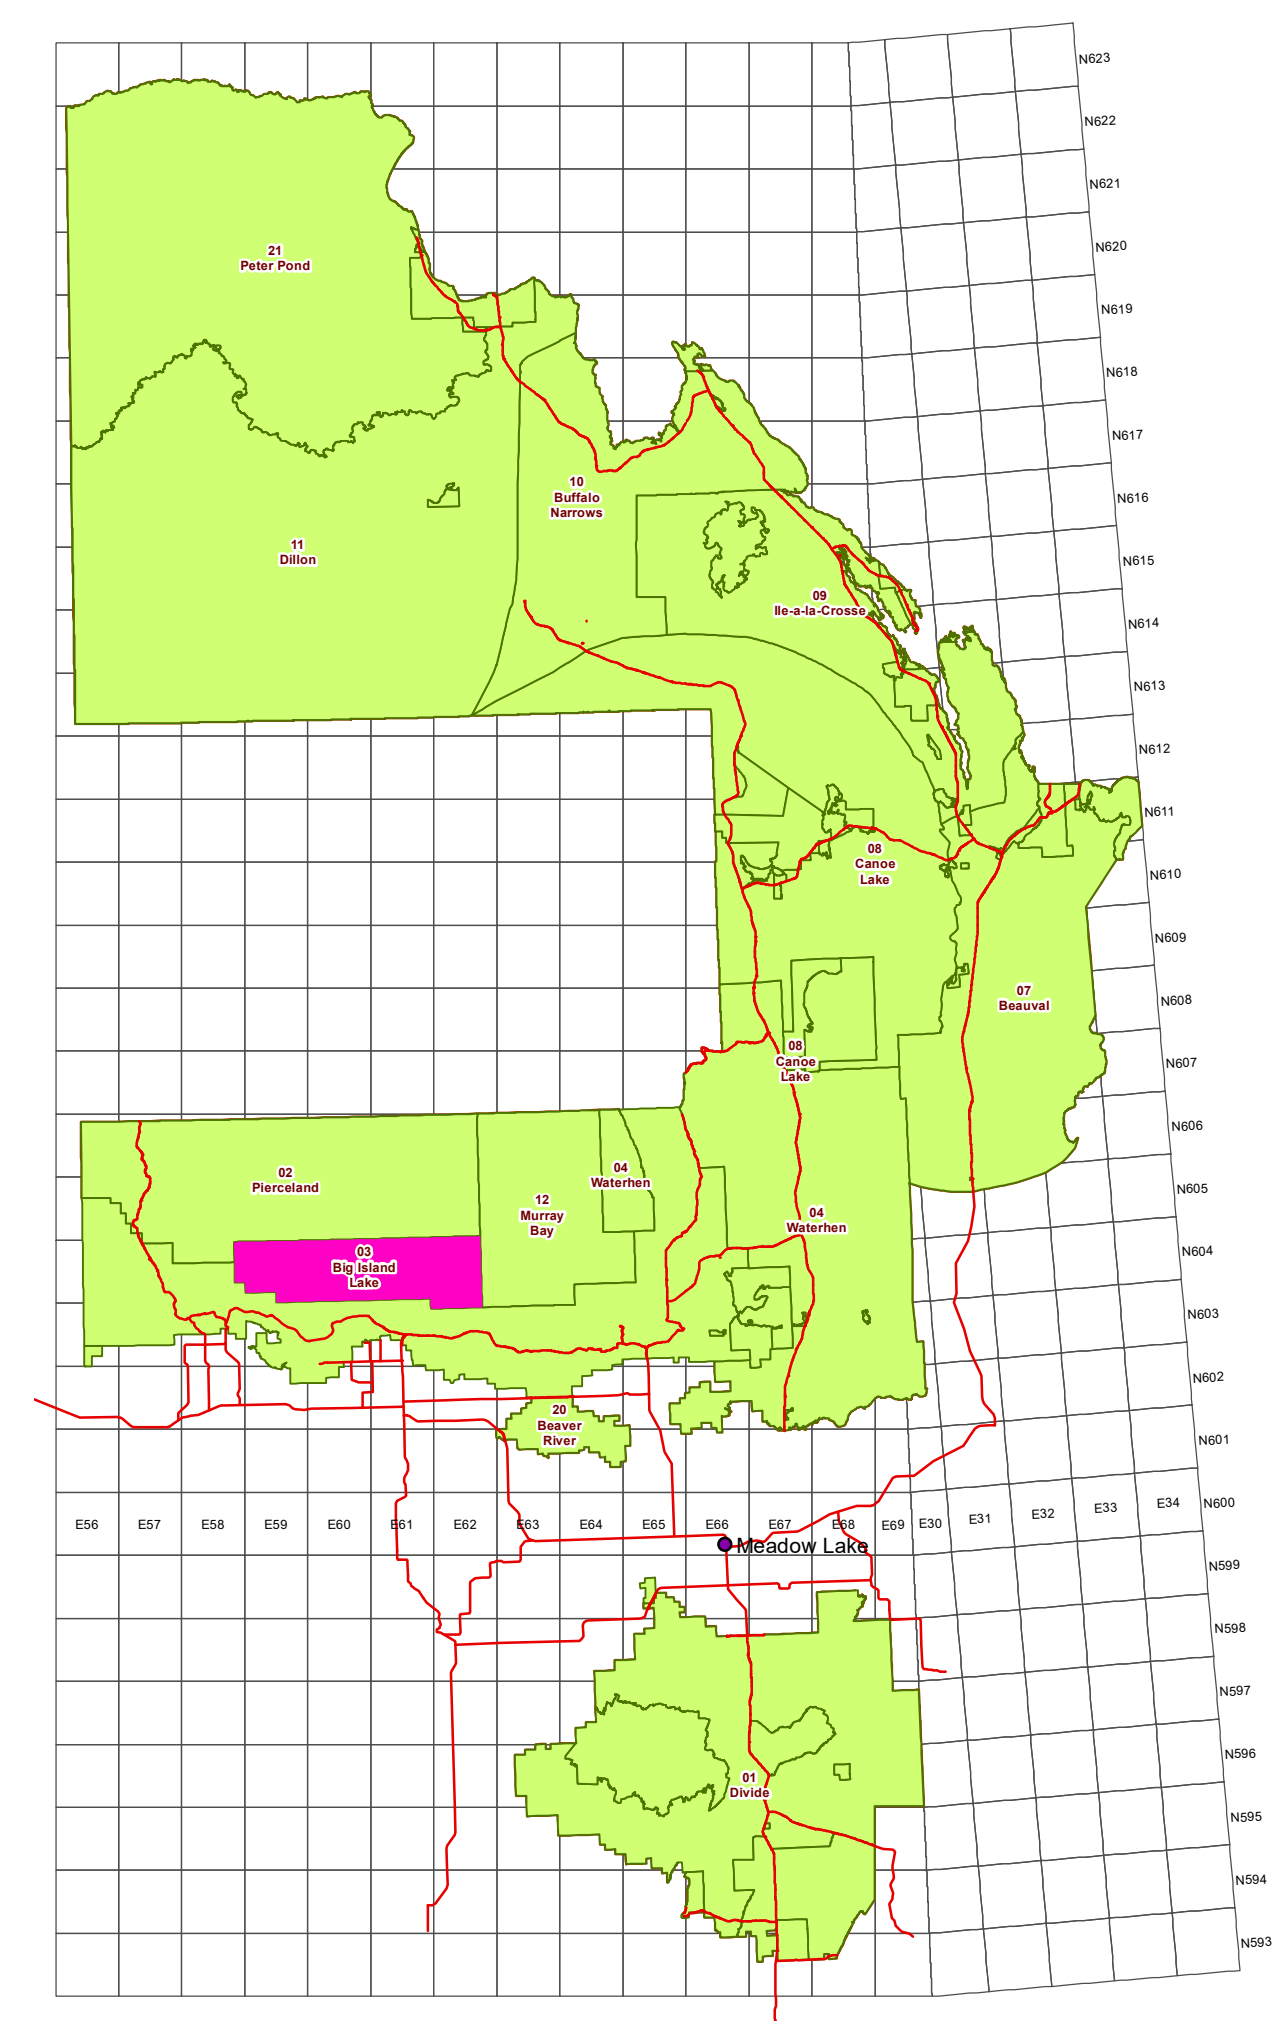 N623
N622
N621
21
Peter Pond
N620
N619
N618
N617
10
Buffalo
Narrows
N616
11
Dillon
N615
09
Ile-a-la-Crosse
N614
N613
N612
N611
08
Canoe
Lake
N610
N609
07
Beauval
N608
08
Canoe
Lake
N607
N606
02
Pierceland
04
Waterhen
N605
12
Murray
Bay
04
Waterhen
03
Big Island
Lake
N604
N603
N602
20
Beaver
River
N601
N600
E56 E57 E58 E59 E60 E61 E62 E63 E64 E65 E66 E67 E68 E69 E30 E31 E32 E33 E34
Meadow Lake
N599
N598
N597
N596
01
Divide
N595
N594
N593